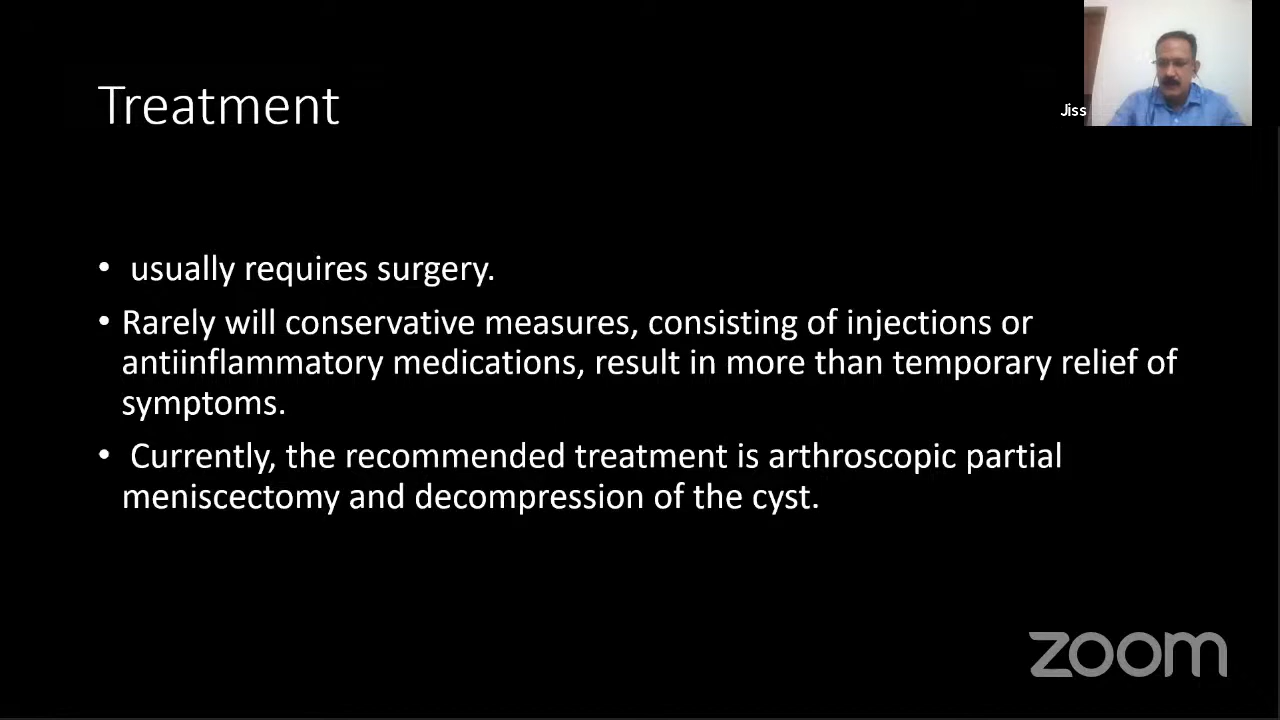 Treatment
Jiss
• usually requires surgery.
• Rarely will conservative measures, consisting of injections or
antiinflammatory medications, result in more than temporary relief of
symptoms.
• Currently, the recommended treatment is arthroscopic partial
meniscectomy and decompression of the cyst.
zoom